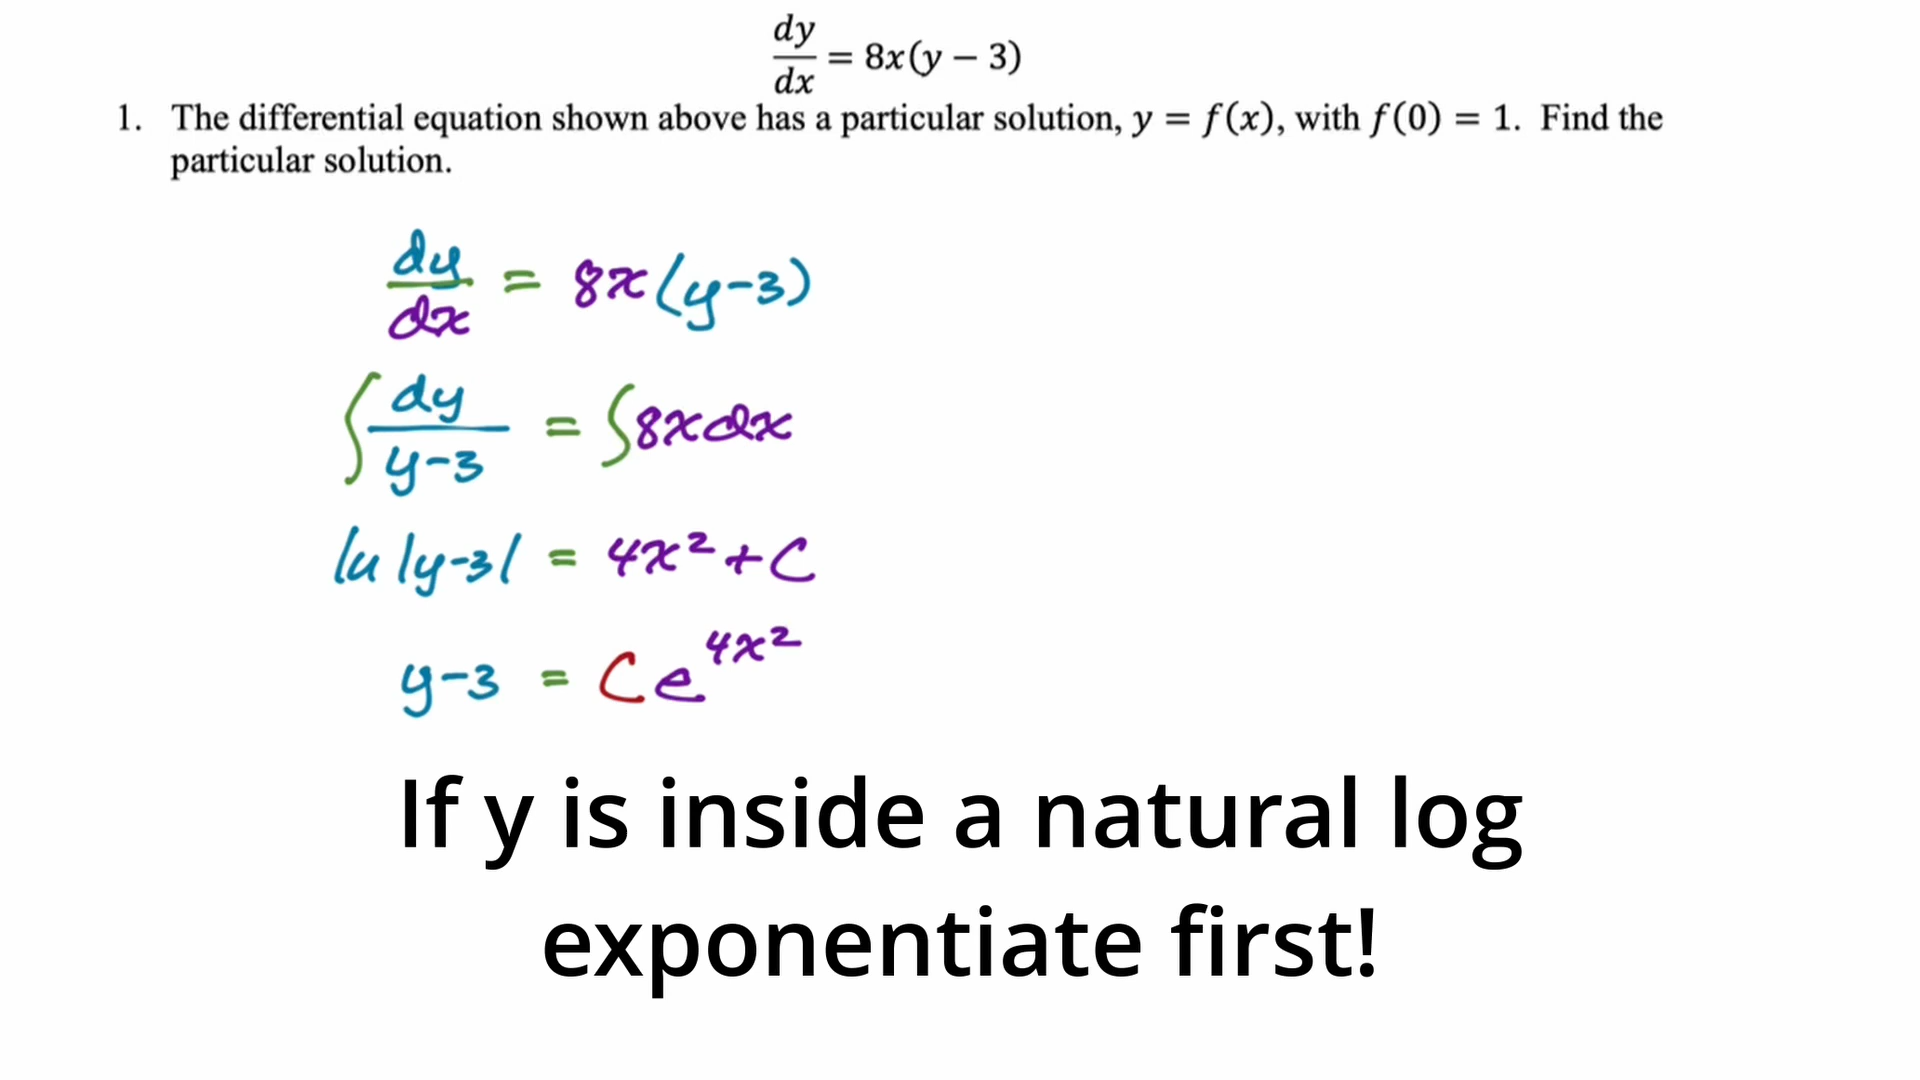 dy/dx = 8x(y − 3)
1. The differential equation shown above has a particular solution, y = f(x), with f(0) = 1. Find the
particular solution.
dy/dx = 8x(y-3)
∫ dy/y-3 = ∫8xdx
ln |y-3| = 4x²+C
y-3 = Ce^4x²
If y is inside a natural log
exponentiate first!